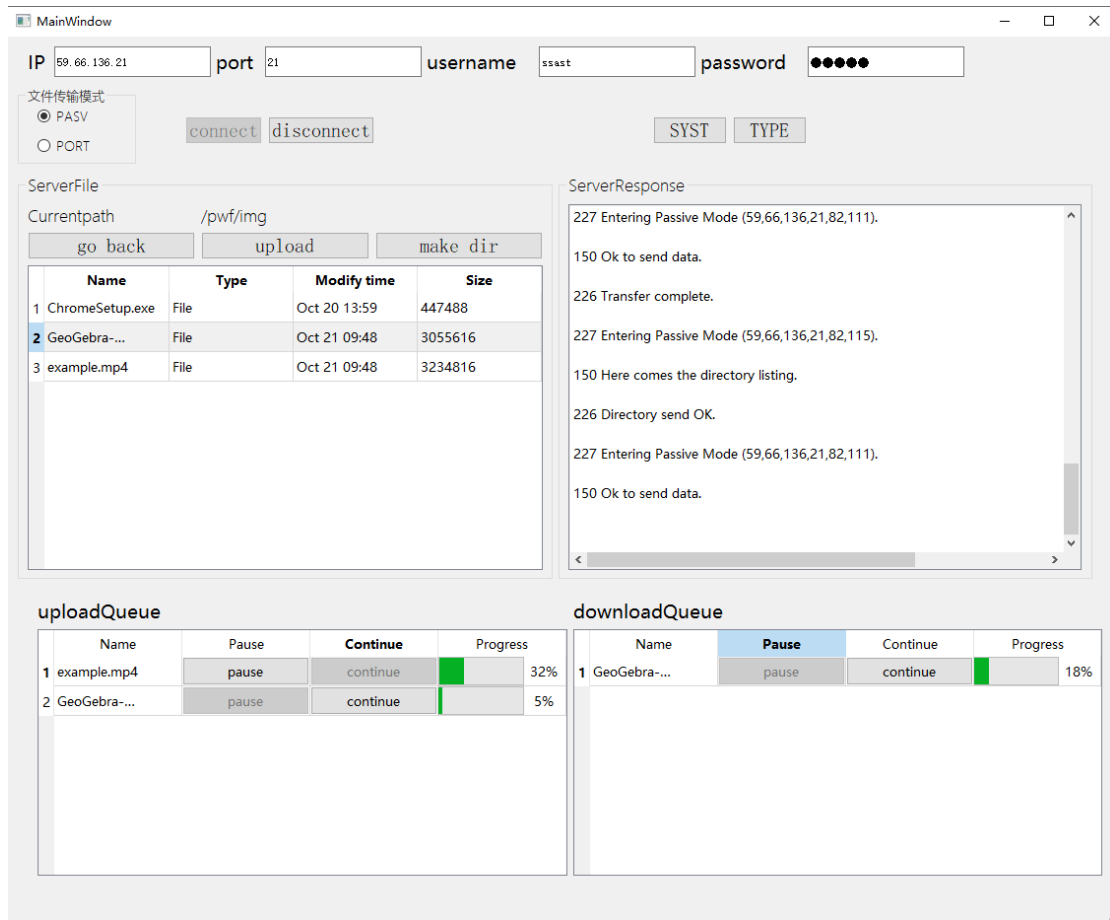 MainWindow
IP 59.66.136.21 port 21 username ssast password ●●●●●
文件传输模式
PASV
PORT
connect disconnect SYST TYPE
ServerFile
Currentpath /pwf/img
go back upload make dir
Name Type Modify time Size
1 ChromeSetup.exe File Oct 20 13:59 447488
2 GeoGebra-... File Oct 21 09:48 3055616
3 example.mp4 File Oct 21 09:48 3234816
ServerResponse
227 Entering Passive Mode (59,66,136,21,82,111).
150 Ok to send data.
226 Transfer complete.
227 Entering Passive Mode (59,66,136,21,82,115).
150 Here comes the directory listing.
226 Directory send OK.
227 Entering Passive Mode (59,66,136,21,82,111).
150 Ok to send data.
uploadQueue
Name Pause Continue Progress
1 example.mp4 pause continue 32%
2 GeoGebra-... pause continue 5%
downloadQueue
Name Pause Continue Progress
1 GeoGebra-... pause continue 18%